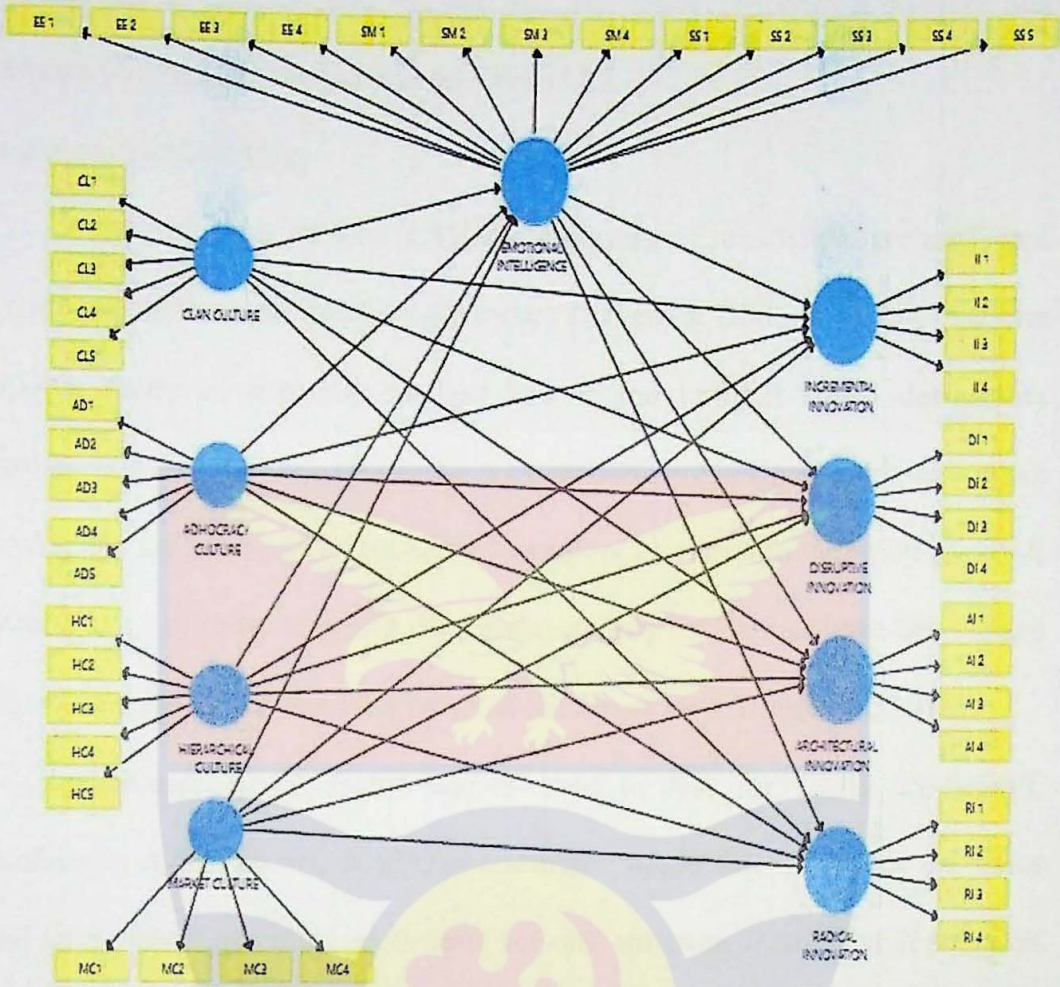 EE 1 EE 2 EE 3 EE 4 SM 1 SM 2 SM 3 SM 4 SS 1 SS 2 SS 3 SS 4 SS 5
EMOTIONAL
INTELLIGENCE
CL1
CL2
CL3
CL4
CL5
CLAN CULTURE
AD1
AD2
AD3
AD4
AD5
ADHOCRACY
CULTURE
HC1
HC2
HC3
HC4
HC5
HIERARCHICAL
CULTURE
MARKET CULTURE
MC1 MC2 MC3 MC4
II 1
II 2
II 3
II 4
INCREMENTAL
INNOVATION
DI 1
DI 2
DI 3
DI 4
DISRUPTIVE
INNOVATION
AI 1
AI 2
AI 3
AI 4
ARCHITECTURAL
INNOVATION
RI 1
RI 2
RI 3
RI 4
RADICAL
INNOVATION